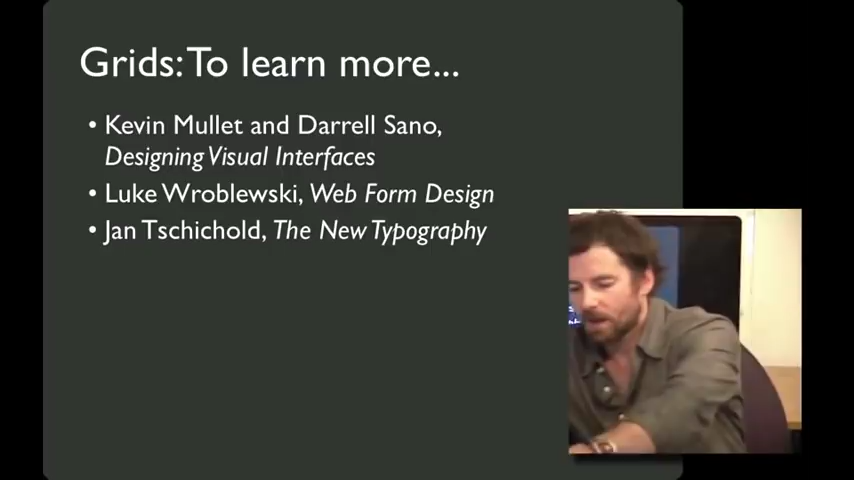 Grids: To learn more...
• Kevin Mullet and Darrell Sano,
Designing Visual Interfaces
• Luke Wroblewski, Web Form Design
• Jan Tschichold, The New Typography